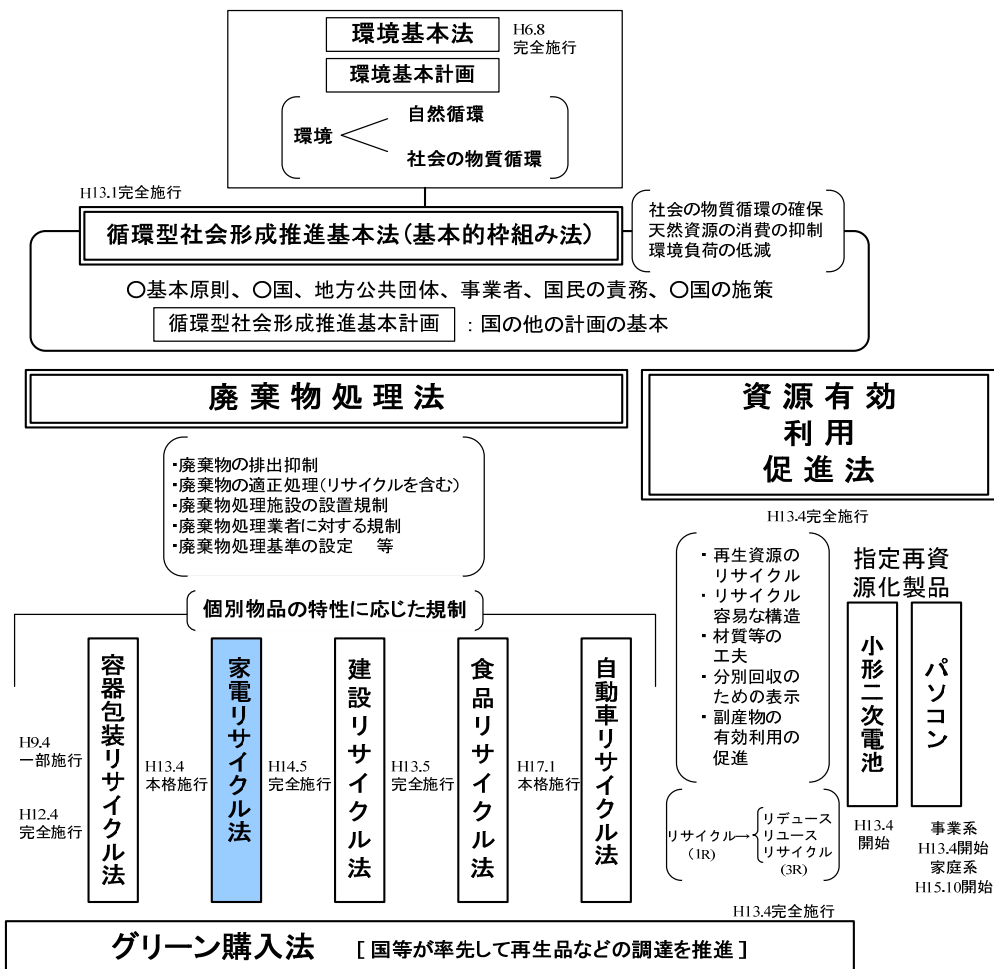 環境基本法
H6.8
完全施行
環境基本計画
環境
自然循環
社会の物質循環
H13.1完全施行
循環型社会形成推進基本法(基本的枠組み法)
社会の物質循環の確保
天然資源の消費の抑制
環境負荷の低減
○基本原則、○国、地方公共団体、事業者、国民の責務、○国の施策
循環型社会形成推進基本計画 : 国の他の計画の基本
廃棄物処理法
・廃棄物の排出抑制
・廃棄物の適正処理(リサイクルを含む)
・廃棄物処理施設の設置規制
・廃棄物処理業者に対する規制
・廃棄物処理基準の設定 等
資源有効
利用
促進法
H13.4完全施行
・再生資源の
リサイクル
・リサイクル
容易な構造
・材質等の
工夫
・分別回収の
ための表示
・副産物の
有効利用の
促進
リサイクル→
(1R)
リデュース
リユース
リサイクル
(3R)
指定再資
源化製品
小形二次電池
H13.4
開始
パソコン
事業系
H13.4開始
家庭系
H15.10開始
個別物品の特性に応じた規制
H9.4
一部施行
H12.4
完全施行
容器包装リサイクル法
H13.4
本格施行
家電リサイクル法
H14.5
完全施行
建設リサイクル法
H13.5
完全施行
食品リサイクル法
H17.1
本格施行
自動車リサイクル法
H13.4完全施行
グリーン購入法 [国等が率先して再生品などの調達を推進]